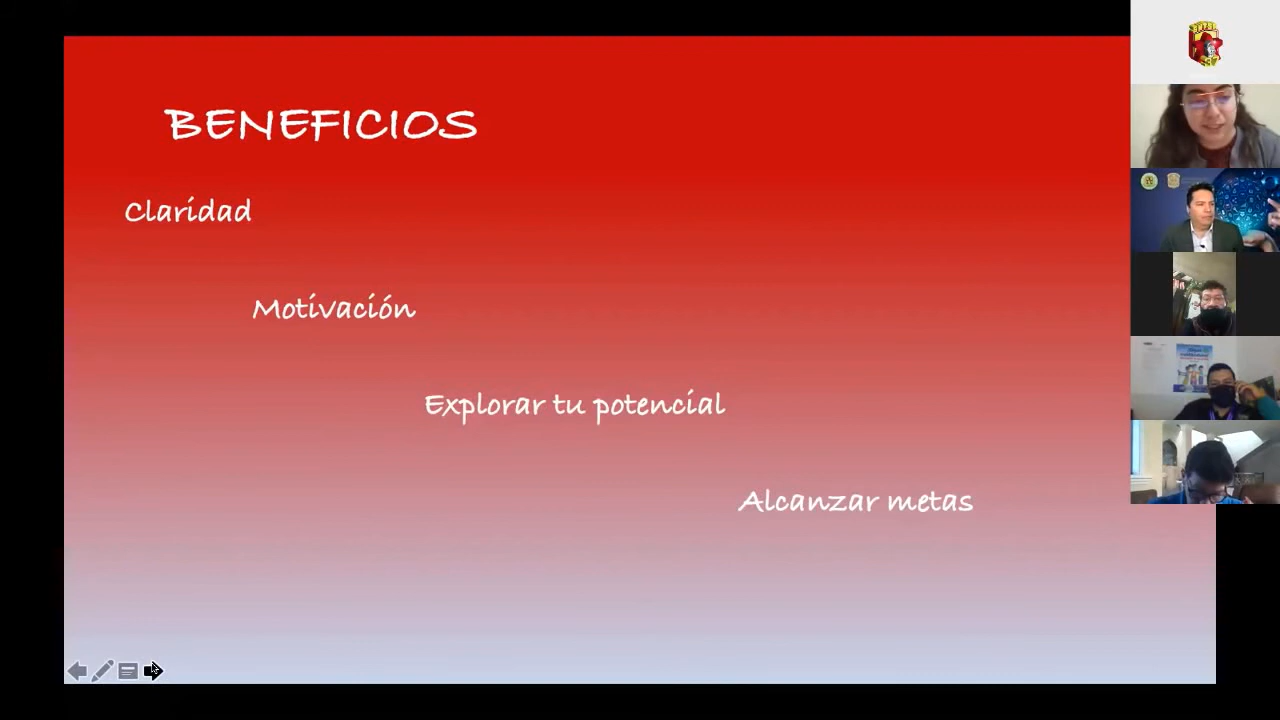 BENEFICIOS
Claridad
Motivación
Explorar tu potencial
Alcanzar metas